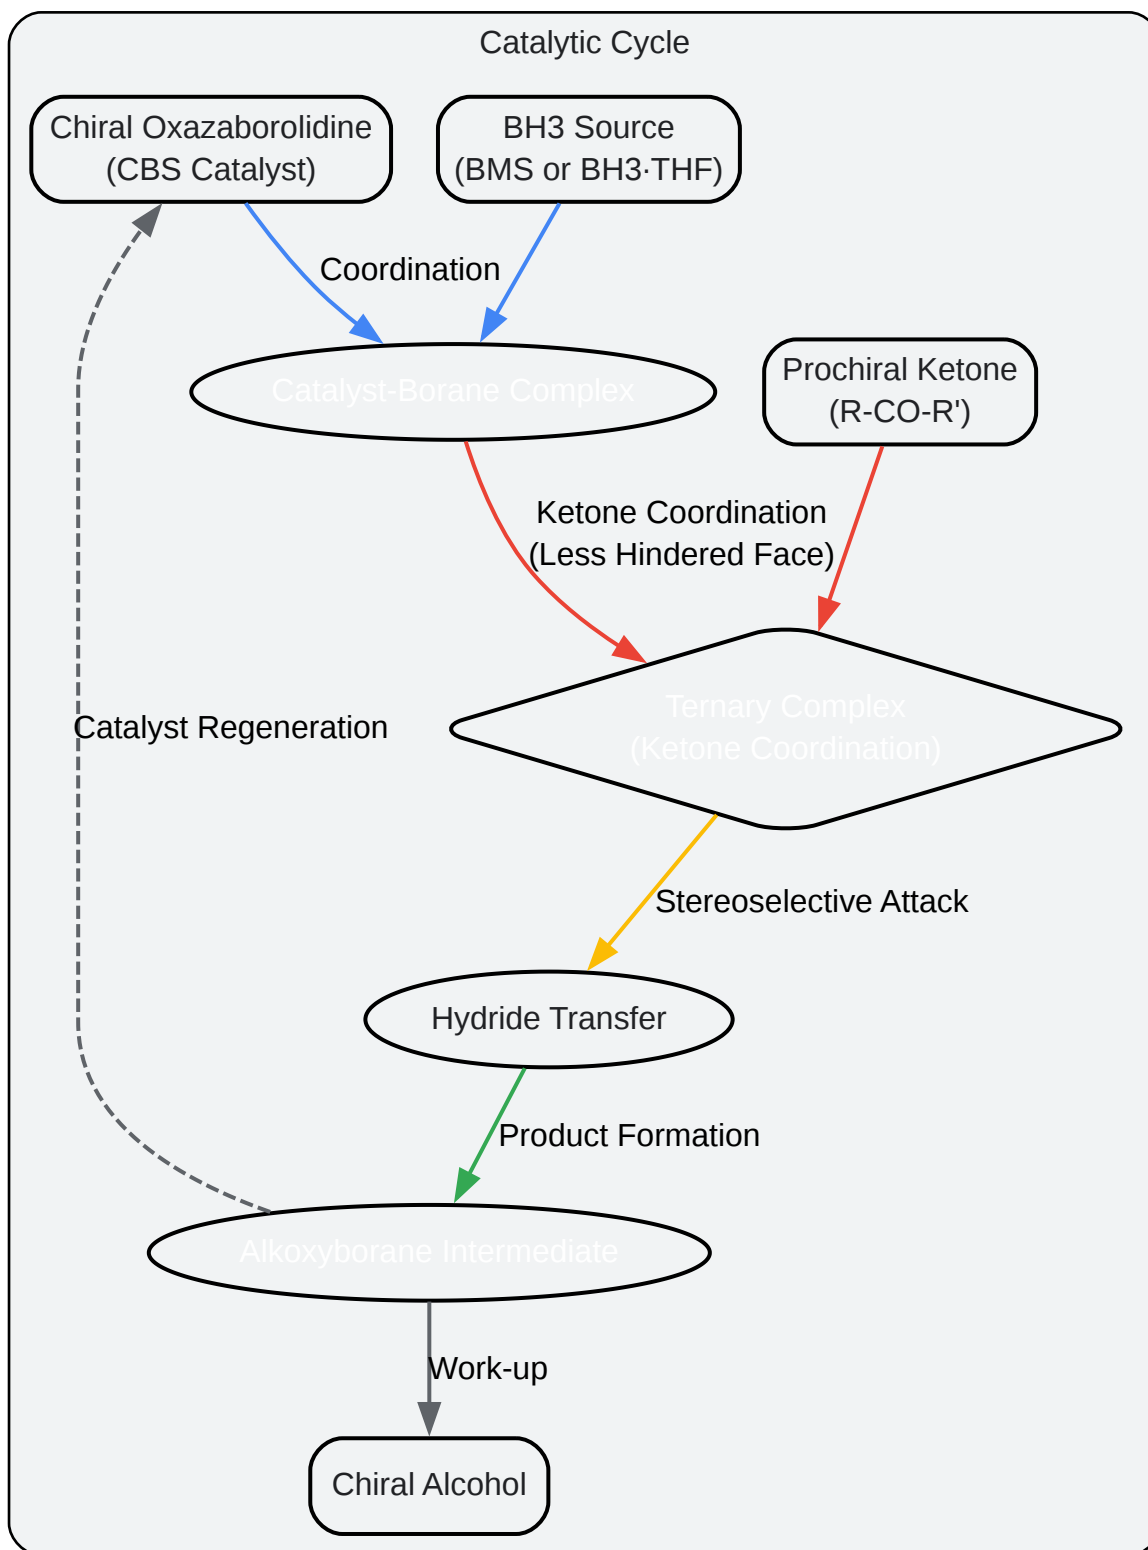 Catalytic Cycle
Chiral Oxazaborolidine
(CBS Catalyst)
BH3 Source
(BMS or BH3·THF)
Coordination
Catalyst-Borane Complex
Prochiral Ketone
(R-CO-R')
Ketone Coordination
(Less Hindered Face)
Ternary Complex
(Ketone Coordination)
Catalyst Regeneration
Stereoselective Attack
Hydride Transfer
Product Formation
Alkoxyborane Intermediate
Work-up
Chiral Alcohol